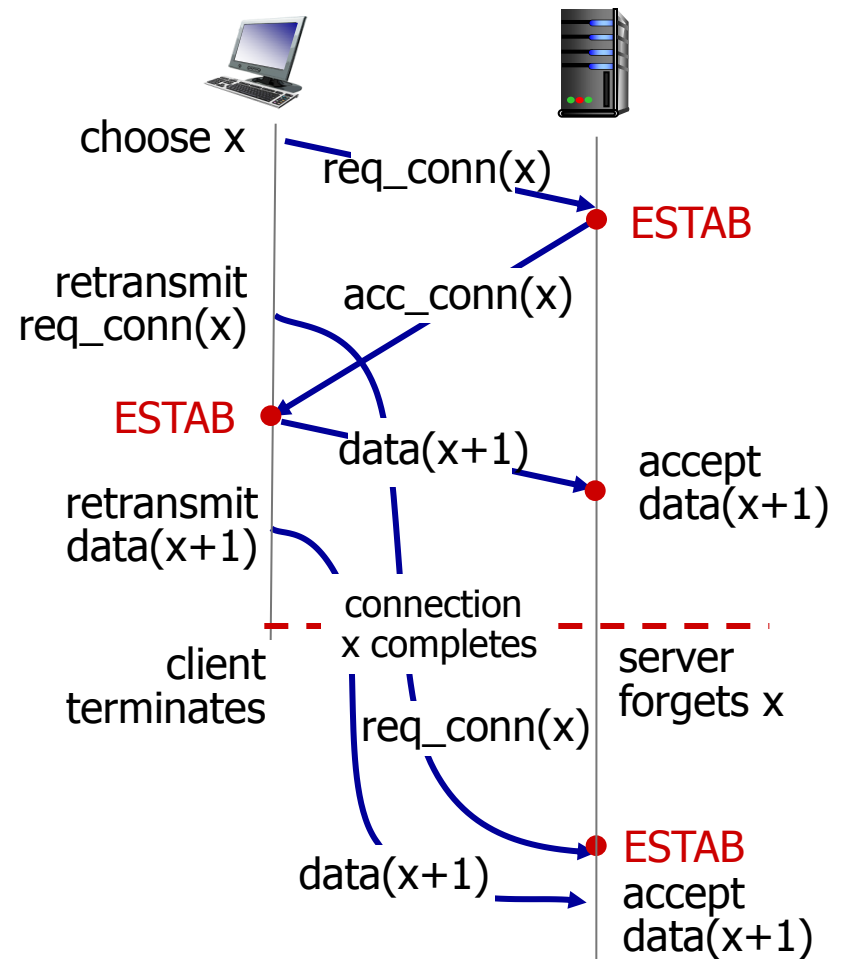 choose x
req_conn(x)
ESTAB
retransmit
req_conn(x)
acc_conn(x)
ESTAB
data(x+1)
accept
data(x+1)
retransmit
data(x+1)
connection
x completes
client
terminates
server
forgets x
req_conn(x)
ESTAB
data(x+1)
accept
data(x+1)